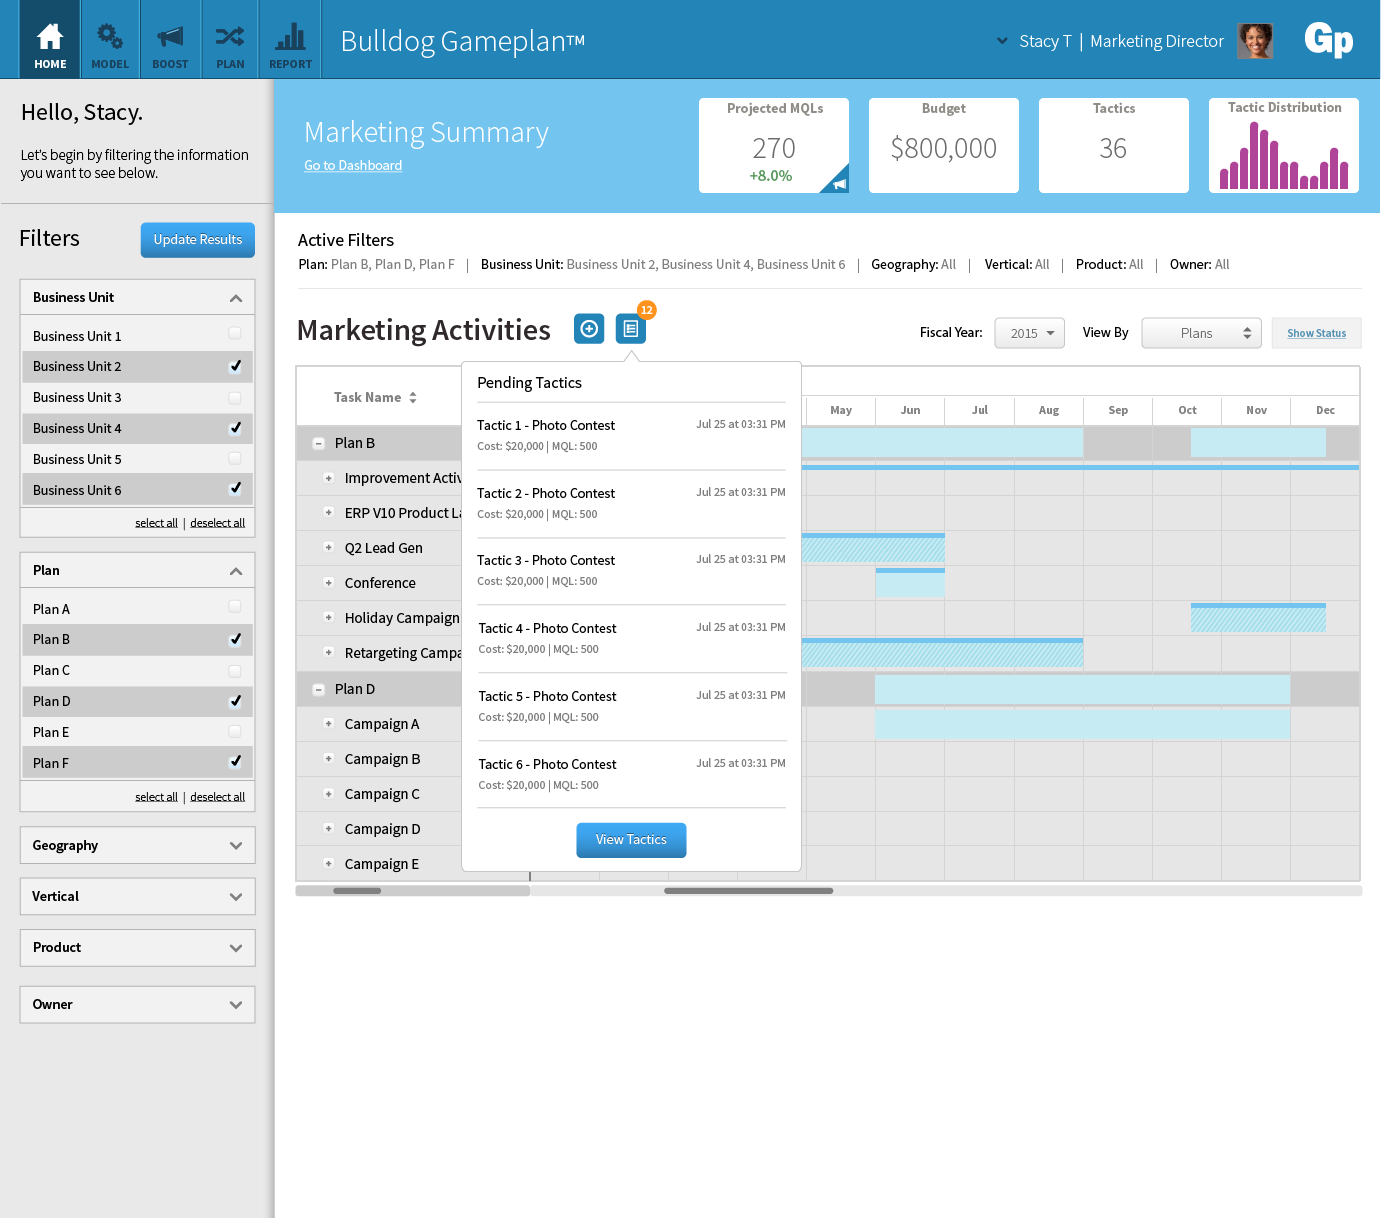 HOME MODEL BOOST PLAN REPORT
Bulldog Gameplan™
Stacy T | Marketing Director
Gp
Hello, Stacy.
Let's begin by filtering the information
you want to see below.
Filters
Update Results
Business Unit
Business Unit 1
Business Unit 2
Business Unit 3
Business Unit 4
Business Unit 5
Business Unit 6
select all | deselect all
Plan
Plan A
Plan B
Plan C
Plan D
Plan E
Plan F
select all | deselect all
Geography
Vertical
Product
Owner
Marketing Summary
Go to Dashboard
Projected MQLs
270
+8.0%
Budget
$800,000
Tactics
36
Tactic Distribution
Active Filters
Plan: Plan B, Plan D, Plan F | Business Unit: Business Unit 2, Business Unit 4, Business Unit 6 | Geography: All | Vertical: All | Product: All | Owner: All
Marketing Activities
12
Fiscal Year: 2015 View By Plans Show Status
Task Name
May Jun Jul Aug Sep Oct Nov Dec
Plan B
Improvement Activ
ERP V10 Product La
Q2 Lead Gen
Conference
Holiday Campaign
Retargeting Campa
Plan D
Campaign A
Campaign B
Campaign C
Campaign D
Campaign E
Pending Tactics
Tactic 1 - Photo Contest Jul 25 at 03:31 PM
Cost: $20,000 | MQL: 500
Tactic 2 - Photo Contest Jul 25 at 03:31 PM
Cost: $20,000 | MQL: 500
Tactic 3 - Photo Contest Jul 25 at 03:31 PM
Cost: $20,000 | MQL: 500
Tactic 4 - Photo Contest Jul 25 at 03:31 PM
Cost: $20,000 | MQL: 500
Tactic 5 - Photo Contest Jul 25 at 03:31 PM
Cost: $20,000 | MQL: 500
Tactic 6 - Photo Contest Jul 25 at 03:31 PM
Cost: $20,000 | MQL: 500
View Tactics